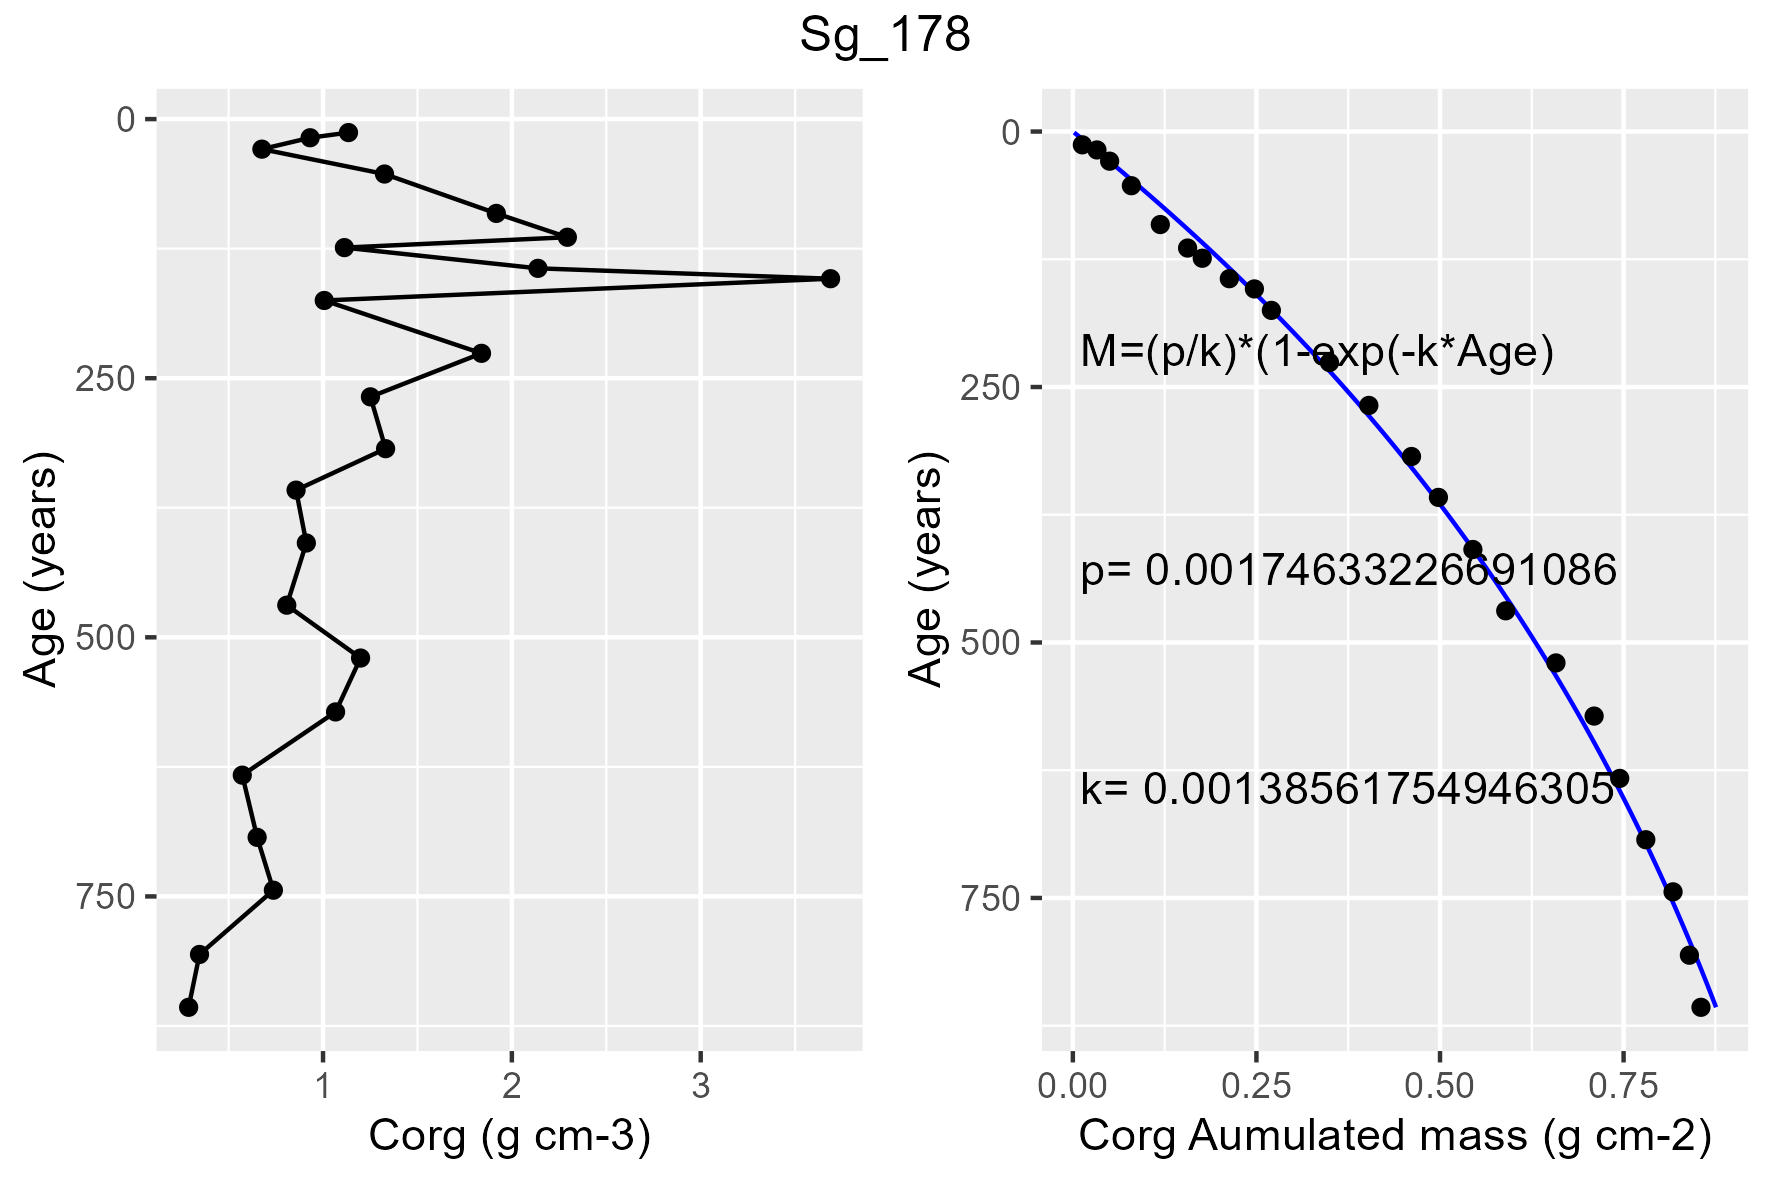 Sg_178
0
250
500
750
Age (years)
1 2 3
Corg (g cm-3)
0
250
500
750
Age (years)
M=(p/k)*(1-exp(-k*Age)
p= 0.00174633226691086
k= 0.00138561754946305
0.00 0.25 0.50 0.75
Corg Aumulated mass (g cm-2)